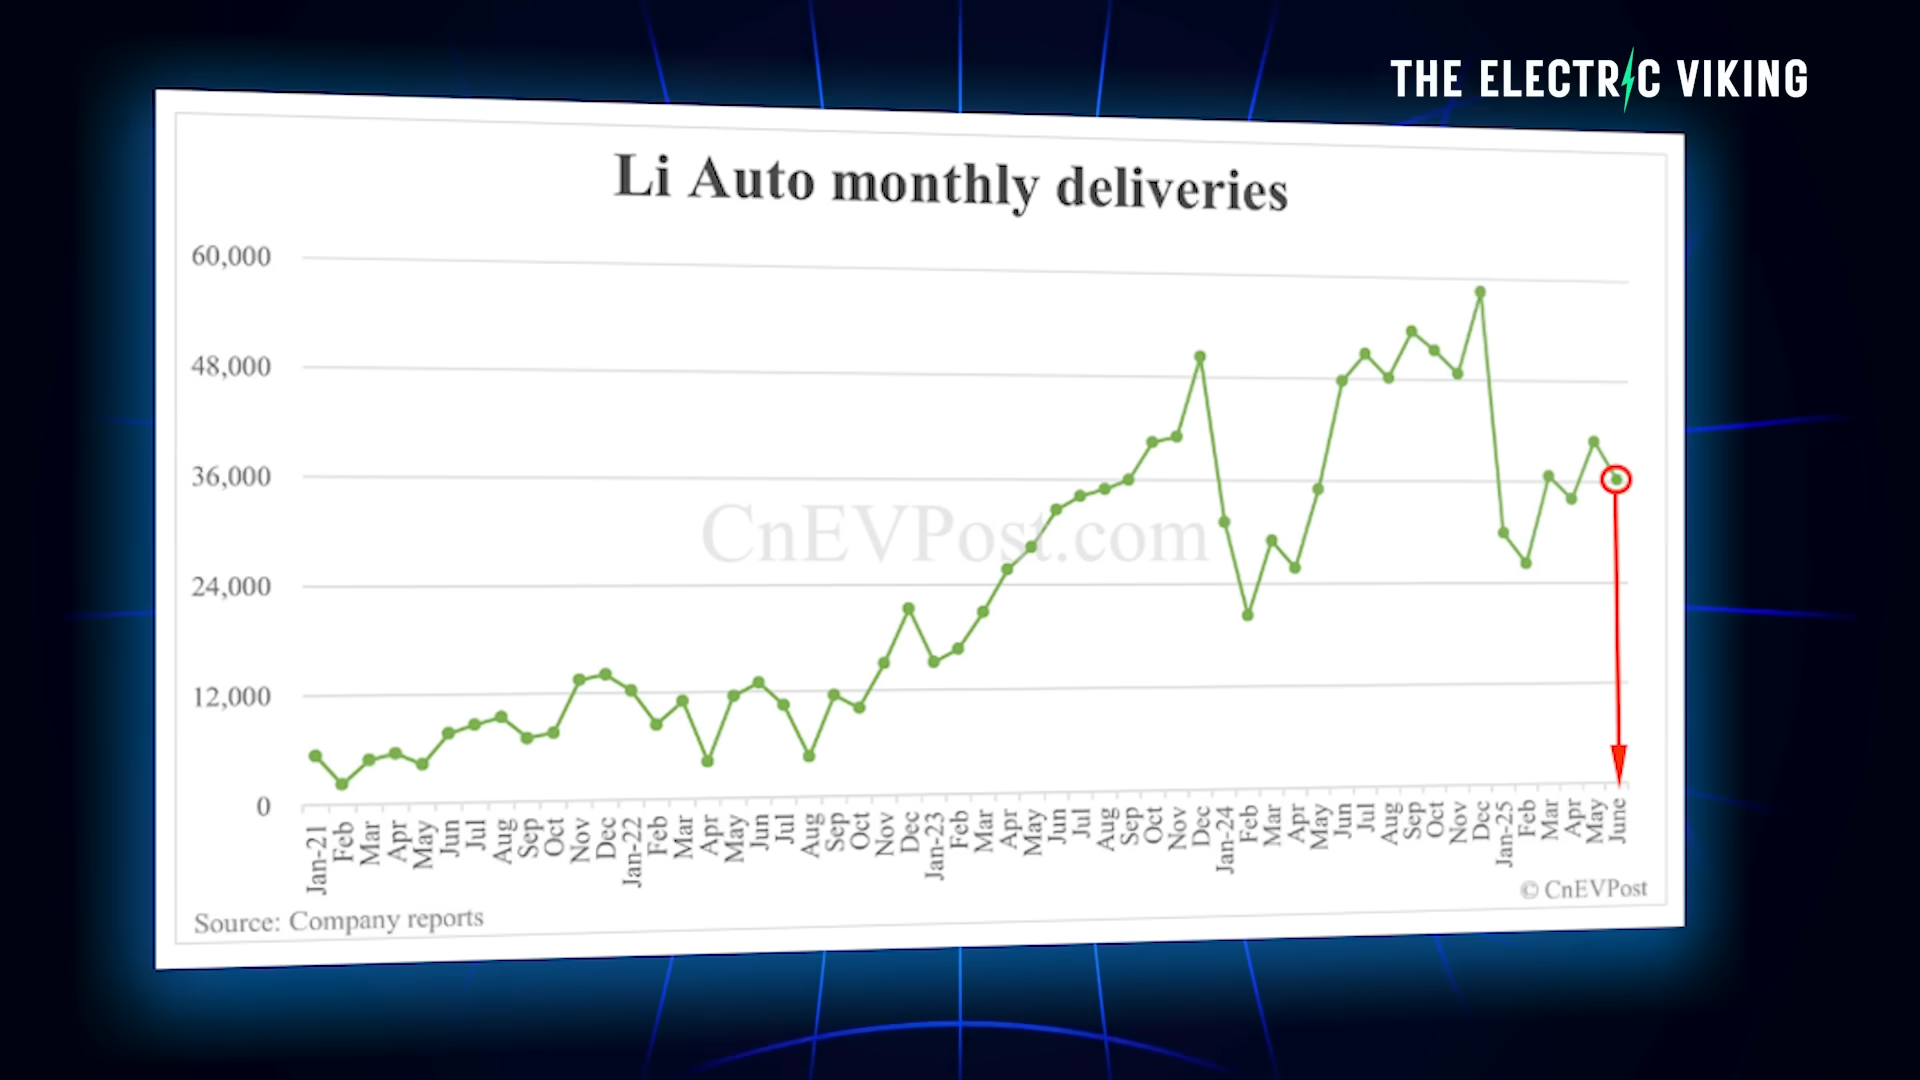 THE ELECTRIC VIKING
Li Auto monthly deliveries
60,000
48,000
36,000
24,000
12,000
0
CnEVPost.com
Jan-21 Feb Mar Apr May Jun Jul Aug Sep Oct Nov Dec Jan-22 Feb Mar Apr May Jun Jul Aug Sep Oct Nov Dec Jan-23 Feb Mar Apr May Jun Jul Aug Sep Oct Nov Dec Jan-24 Feb Mar Apr May Jun Jul Aug Sep Oct Nov Dec Jan-25 Feb Mar Apr May June
© CnEVPost
Source: Company reports